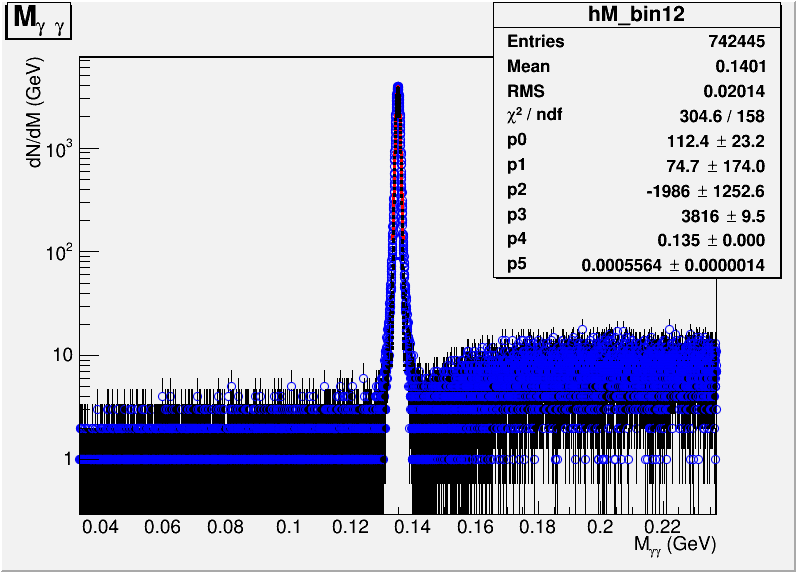 M γ γ
hM_bin12
Entries 742445
Mean 0.1401
RMS 0.02014
χ² / ndf 304.6 / 158
p0 112.4 ± 23.2
p1 74.7 ± 174.0
p2 -1986 ± 1252.6
p3 3816 ± 9.5
p4 0.135 ± 0.000
p5 0.0005564 ± 0.0000014
dN/dM (GeV)
10³
10²
10
1
0.04 0.06 0.08 0.1 0.12 0.14 0.16 0.18 0.2 0.22
Mγγ (GeV)